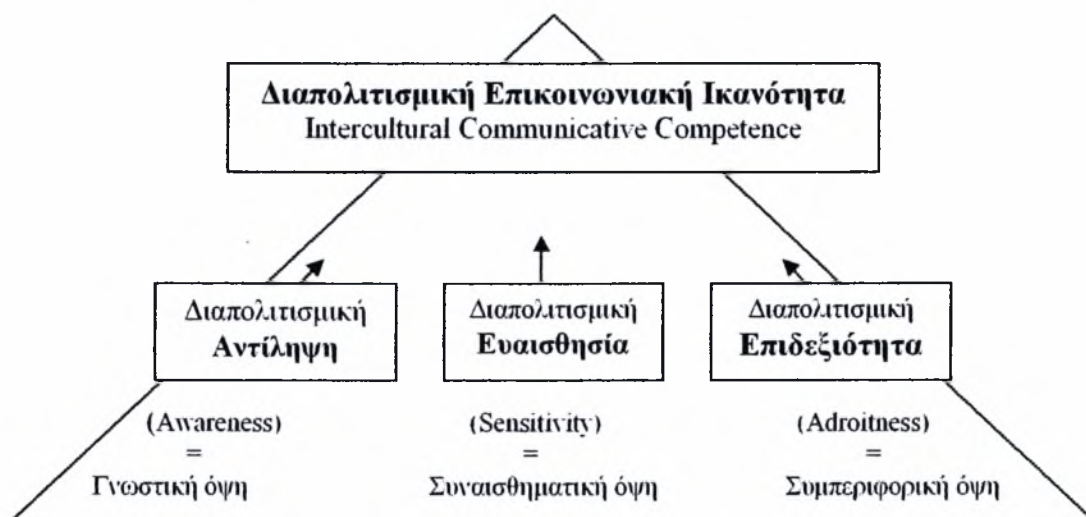 Διαπολιτισμική Επικοινωνιακή Ικανότητα
Intercultural Communicative Competence
Διαπολιτισμική
Αντίληψη
Διαπολιτισμική
Ευαισθησία
Διαπολιτισμική
Επιδεξιότητα
(Awareness)
=
Γνωστική όψη
(Sensitivity)
=
Συναισθηματική όψη
(Adroitness)
=
Συμπεριφορική όψη